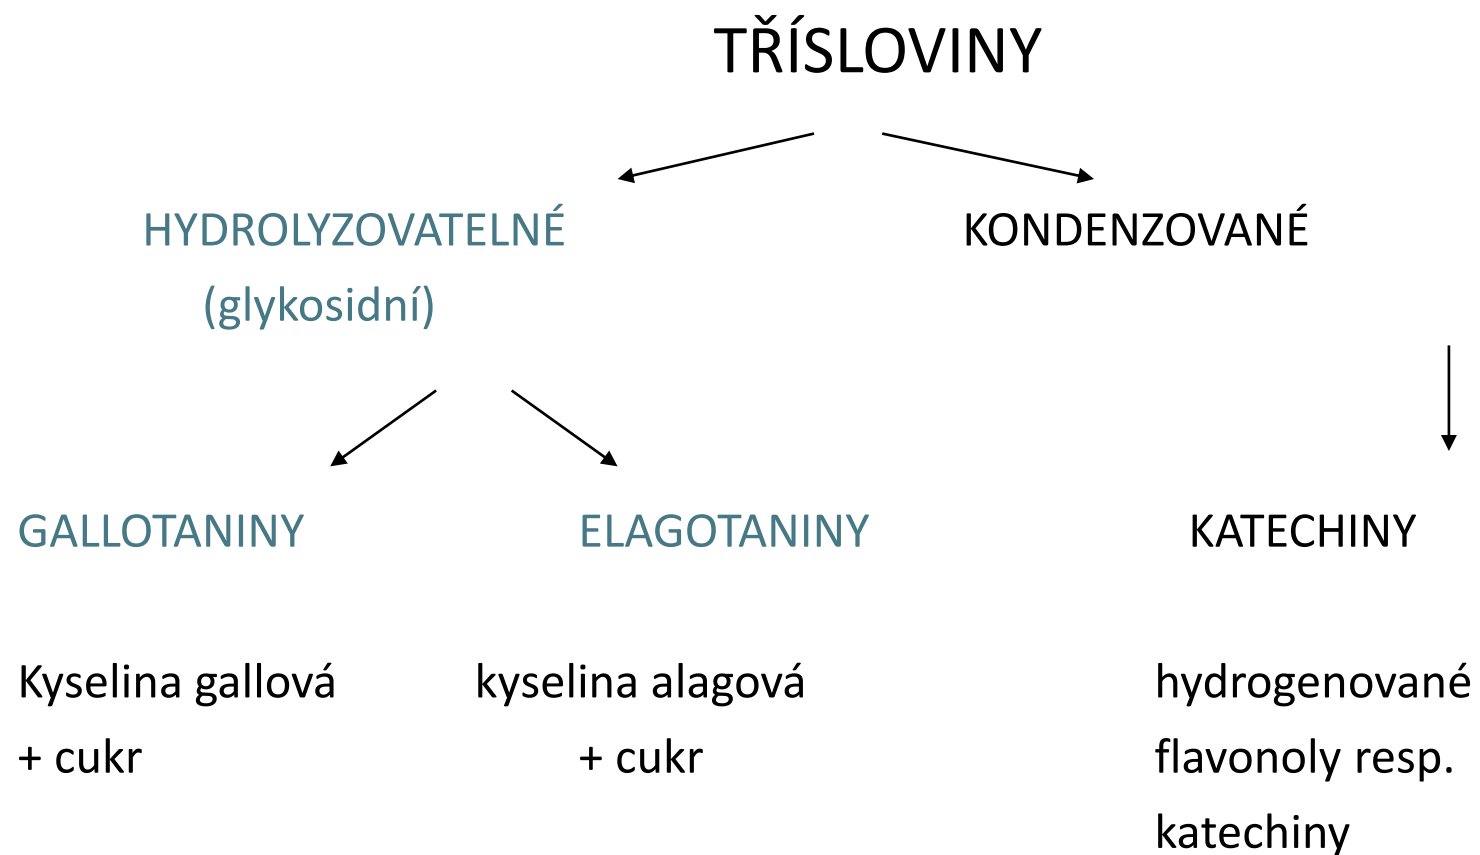 TŘÍSLOVINY
HYDROLYZOVATELNÉ KONDENZOVANÉ
(glykosidní)
GALLOTANINY ELAGOTANINY KATECHINY
Kyselina gallová kyselina alagová hydrogenované
+ cukr + cukr flavonoly resp.
katechiny